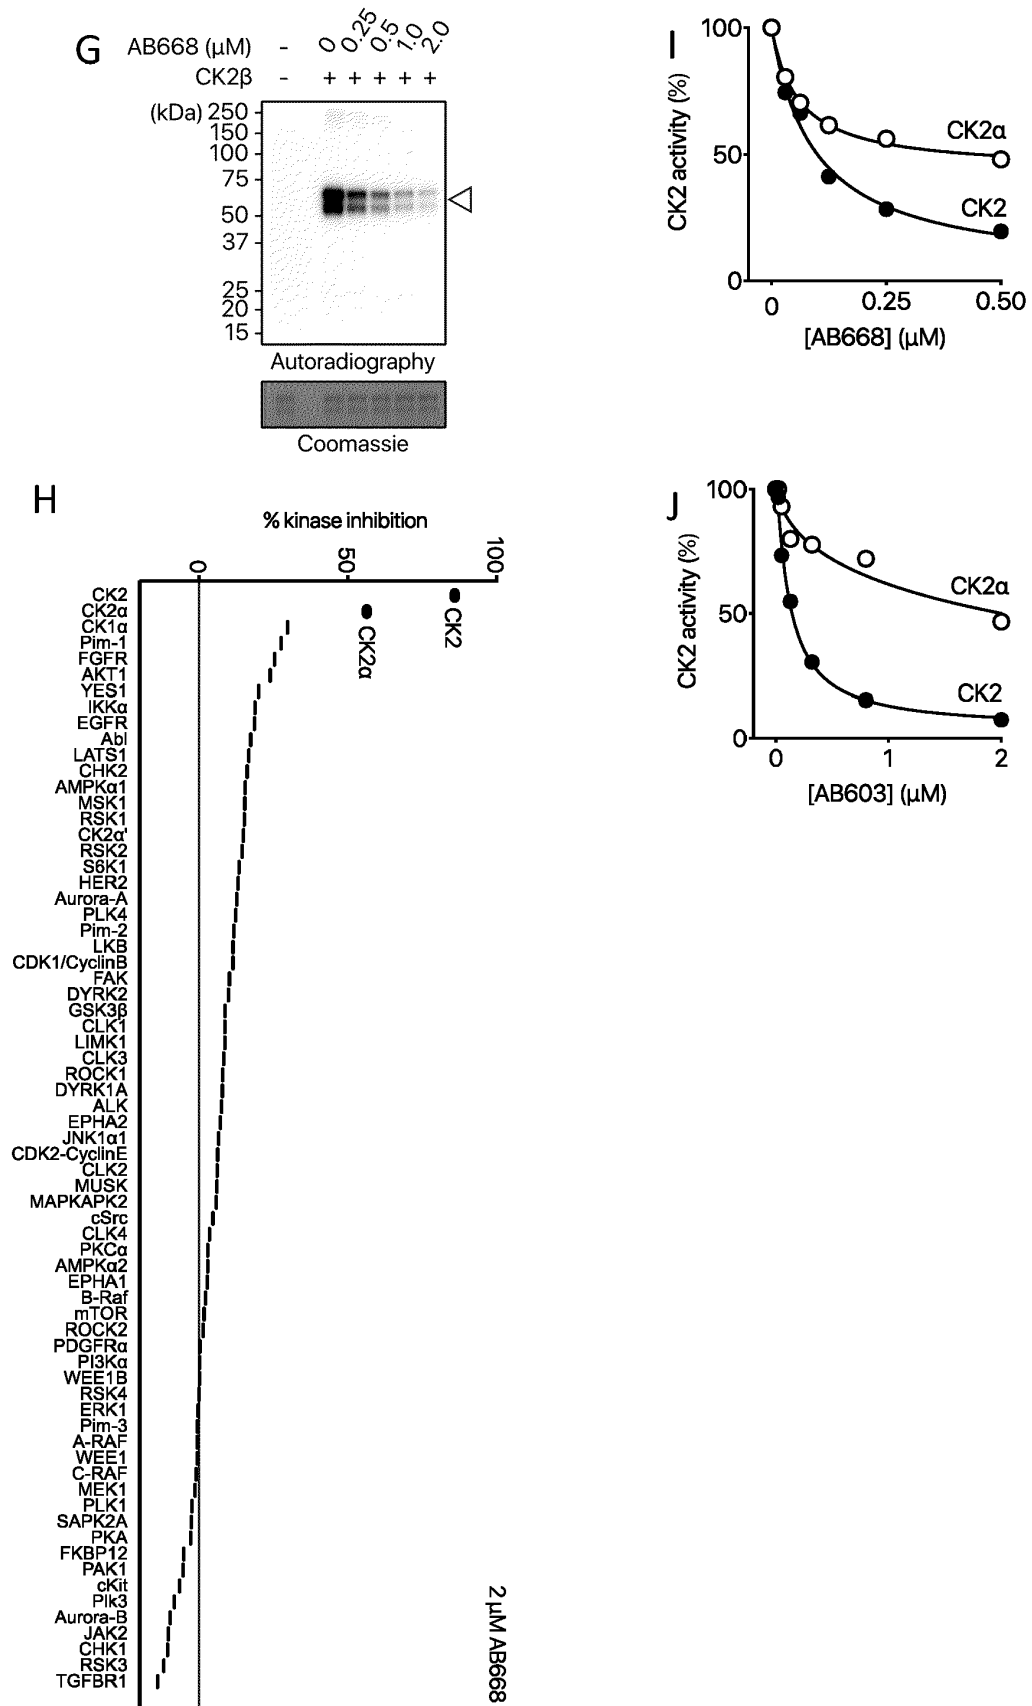 G
AB668 (μM) - 0 0.25 0.5 1.0 2.0
CK2β - + + + + +
(kDa) 250
150
100
75
50
37
25
20
15
Autoradiography
Coomassie
H
% kinase inhibition
0 50 100
CK2
CK2α
CK1α
Pim-1
FGFR
AKT1
YES1
IKKα
EGFR
Abl
LATS1
CHK2
AMPKα1
MSK1
RSK1
CK2α'
RSK2
S6K1
HER2
Aurora-A
PLK4
Pim-2
LKB
CDK1/CyclinB
FAK
DYRK2
GSK3β
CLK1
LIMK1
CLK3
ROCK1
DYRK1A
ALK
EPHA2
JNK1α1
CDK2-CyclinE
CLK2
MUSK
MAPKAPK2
cSrc
CLK4
PKCα
AMPKα2
EPHA1
B-Raf
mTOR
ROCK2
PDGFRα
PI3Kα
WEE1B
RSK4
ERK1
Pim-3
A-RAF
WEE1
C-RAF
MEK1
PLK1
SAPK2A
PKA
FKBP12
PAK1
cKit
Plk3
Aurora-B
JAK2
CHK1
RSK3
TGFBR1
CK2
CK2α
2 μM AB668
I
CK2 activity (%)
100
50
0
CK2α
CK2
0 0.25 0.50
[AB668] (μM)
J
CK2 activity (%)
100
50
0
CK2α
CK2
0 1 2
[AB603] (μM)